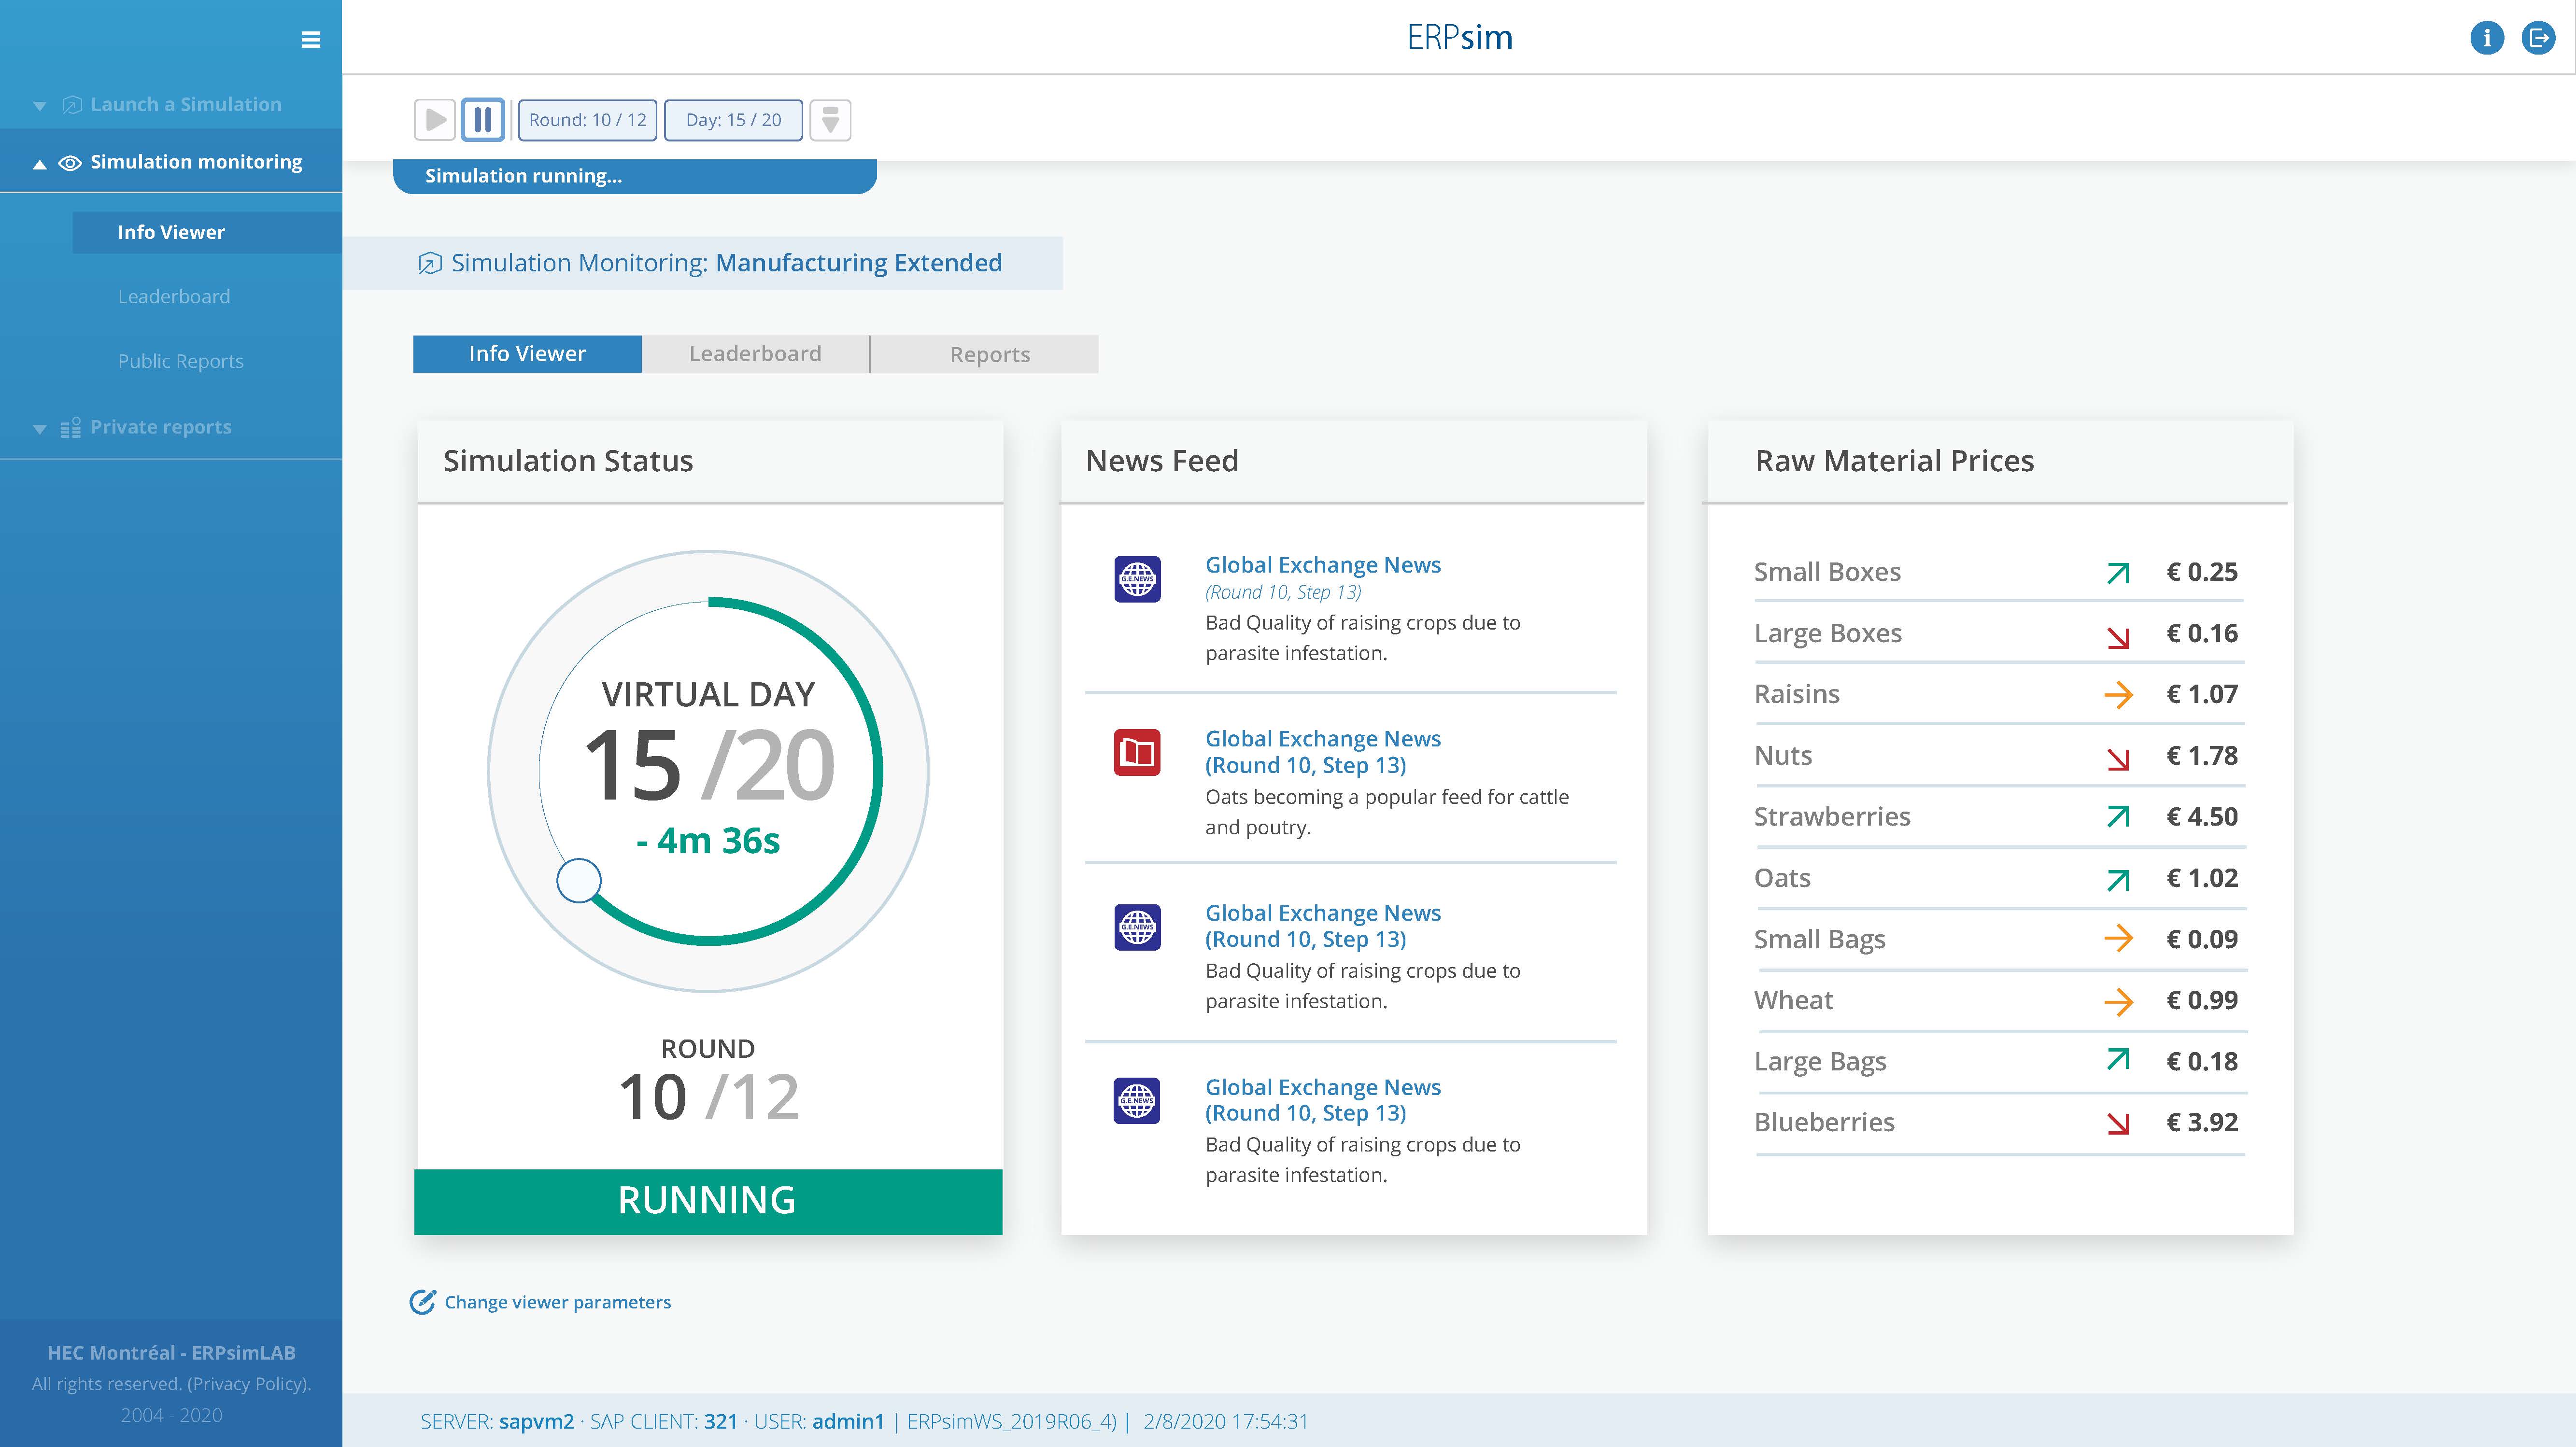 ERPsim
Launch a Simulation
Simulation monitoring
Info Viewer
Leaderboard
Public Reports
Private reports
HEC Montréal - ERPsimLAB
All rights reserved. (Privacy Policy).
2004 - 2020
Round: 10 / 12
Day: 15 / 20
Simulation running...
Simulation Monitoring: Manufacturing Extended
Info Viewer
Leaderboard
Reports
Simulation Status
VIRTUAL DAY
15 /20
- 4m 36s
ROUND
10 /12
RUNNING
News Feed
G.E.NEWS
Global Exchange News
(Round 10, Step 13)
Bad Quality of raising crops due to
parasite infestation.
Global Exchange News
(Round 10, Step 13)
Oats becoming a popular feed for cattle
and poutry.
G.E.NEWS
Global Exchange News
(Round 10, Step 13)
Bad Quality of raising crops due to
parasite infestation.
G.E.NEWS
Global Exchange News
(Round 10, Step 13)
Bad Quality of raising crops due to
parasite infestation.
Raw Material Prices
Small Boxes € 0.25
Large Boxes € 0.16
Raisins € 1.07
Nuts € 1.78
Strawberries € 4.50
Oats € 1.02
Small Bags € 0.09
Wheat € 0.99
Large Bags € 0.18
Blueberries € 3.92
Change viewer parameters
SERVER: sapvm2 · SAP CLIENT: 321 · USER: admin1 | ERPsimWS_2019R06_4) | 2/8/2020 17:54:31